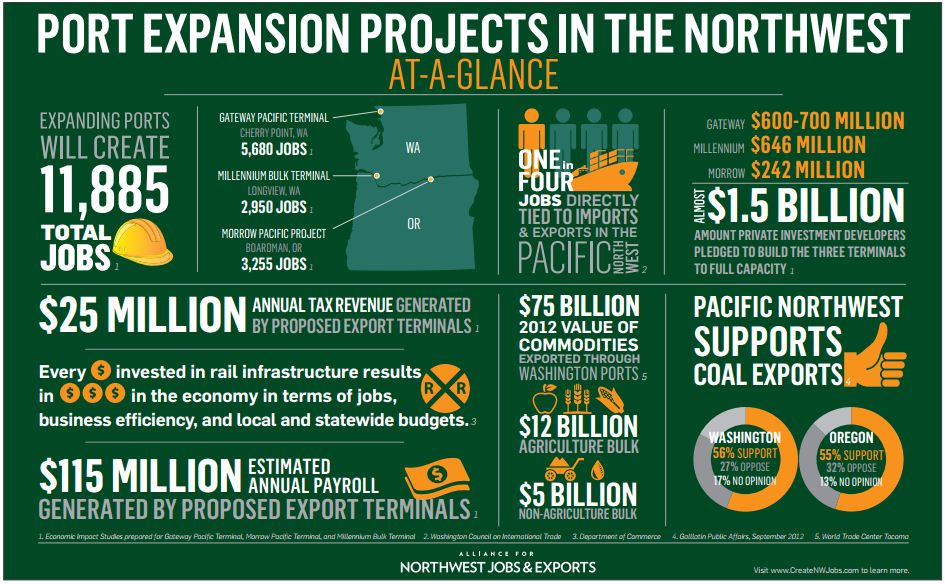 PORT EXPANSION PROJECTS IN THE NORTHWEST
AT-A-GLANCE
EXPANDING PORTS
WILL CREATE
11,885
TOTAL
JOBS 1
GATEWAY PACIFIC TERMINAL
CHERRY POINT, WA
5,680 JOBS 1
MILLENNIUM BULK TERMINAL
LONGVIEW, WA
2,950 JOBS 1
MORROW PACIFIC PROJECT
BOARDMAN, OR
3,255 JOBS 1
WA
OR
ONE in
FOUR
JOBS DIRECTLY
TIED TO IMPORTS
& EXPORTS IN THE
PACIFIC NORTH
WEST 2
GATEWAY $600-700 MILLION
MILLENNIUM $646 MILLION
MORROW $242 MILLION
ALMOST $1.5 BILLION
AMOUNT PRIVATE INVESTMENT DEVELOPERS
PLEDGED TO BUILD THE THREE TERMINALS
TO FULL CAPACITY 1
$25 MILLION ANNUAL TAX REVENUE GENERATED
BY PROPOSED EXPORT TERMINALS 1
Every $ invested in rail infrastructure results
in $ $ $ in the economy in terms of jobs,
business efficiency, and local and statewide budgets. 3
R R
$115 MILLION ESTIMATED
ANNUAL PAYROLL
$
GENERATED BY PROPOSED EXPORT TERMINALS 1
$75 BILLION
2012 VALUE OF
COMMODITIES
EXPORTED THROUGH
WASHINGTON PORTS 5
$12 BILLION
AGRICULTURE BULK
$5 BILLION
NON-AGRICULTURE BULK
PACIFIC NORTHWEST
SUPPORTS
COAL EXPORTS 4
WASHINGTON
56% SUPPORT
27% OPPOSE
17% NO OPINION
OREGON
55% SUPPORT
32% OPPOSE
13% NO OPINION
1. Economic Impact Studies prepared for Gateway Pacific Terminal, Morrow Pacific Terminal, and Millennium Bulk Terminal 2. Washington Council on International Trade 3. Department of Commerce 4. Galllatin Public Affairs, September 2012 5. World Trade Center Tacoma
ALLIANCE FOR
NORTHWEST JOBS & EXPORTS
Visit www.CreateNWJobs.com to learn more.